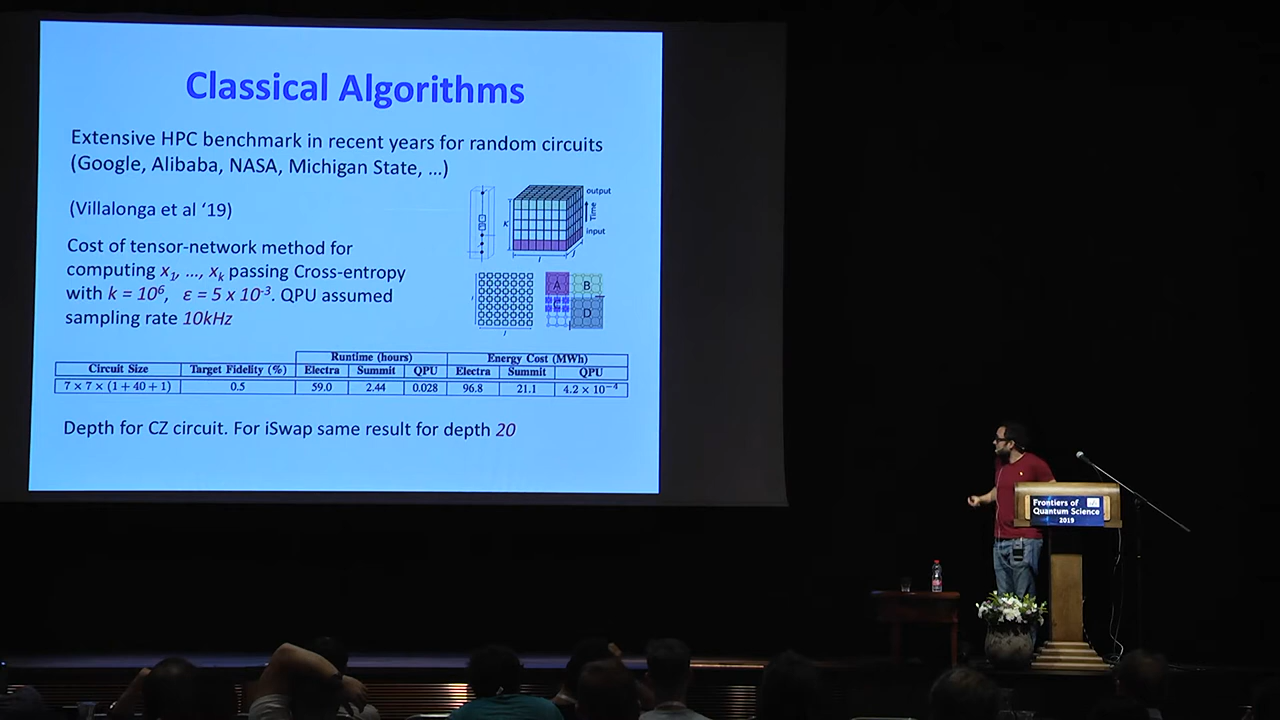 Classical Algorithms
Extensive HPC benchmark in recent years for random circuits
(Google, Alibaba, NASA, Michigan State, ...)
(Villalonga et al ‘19)
output
Time
input
K
I
J
Cost of tensor-network method for
computing x1, ..., xk passing Cross-entropy
with k = 10⁶, ε = 5 x 10⁻³. QPU assumed
sampling rate 10kHz
A
B
D
Runtime (hours) Energy Cost (MWh)
Circuit Size Target Fidelity (%) Electra Summit QPU Electra Summit QPU
7 × 7 × (1 + 40 + 1) 0.5 59.0 2.44 0.028 96.8 21.1 4.2 × 10⁻⁴
Depth for CZ circuit. For iSwap same result for depth 20
Frontiers of
Quantum Science
2019